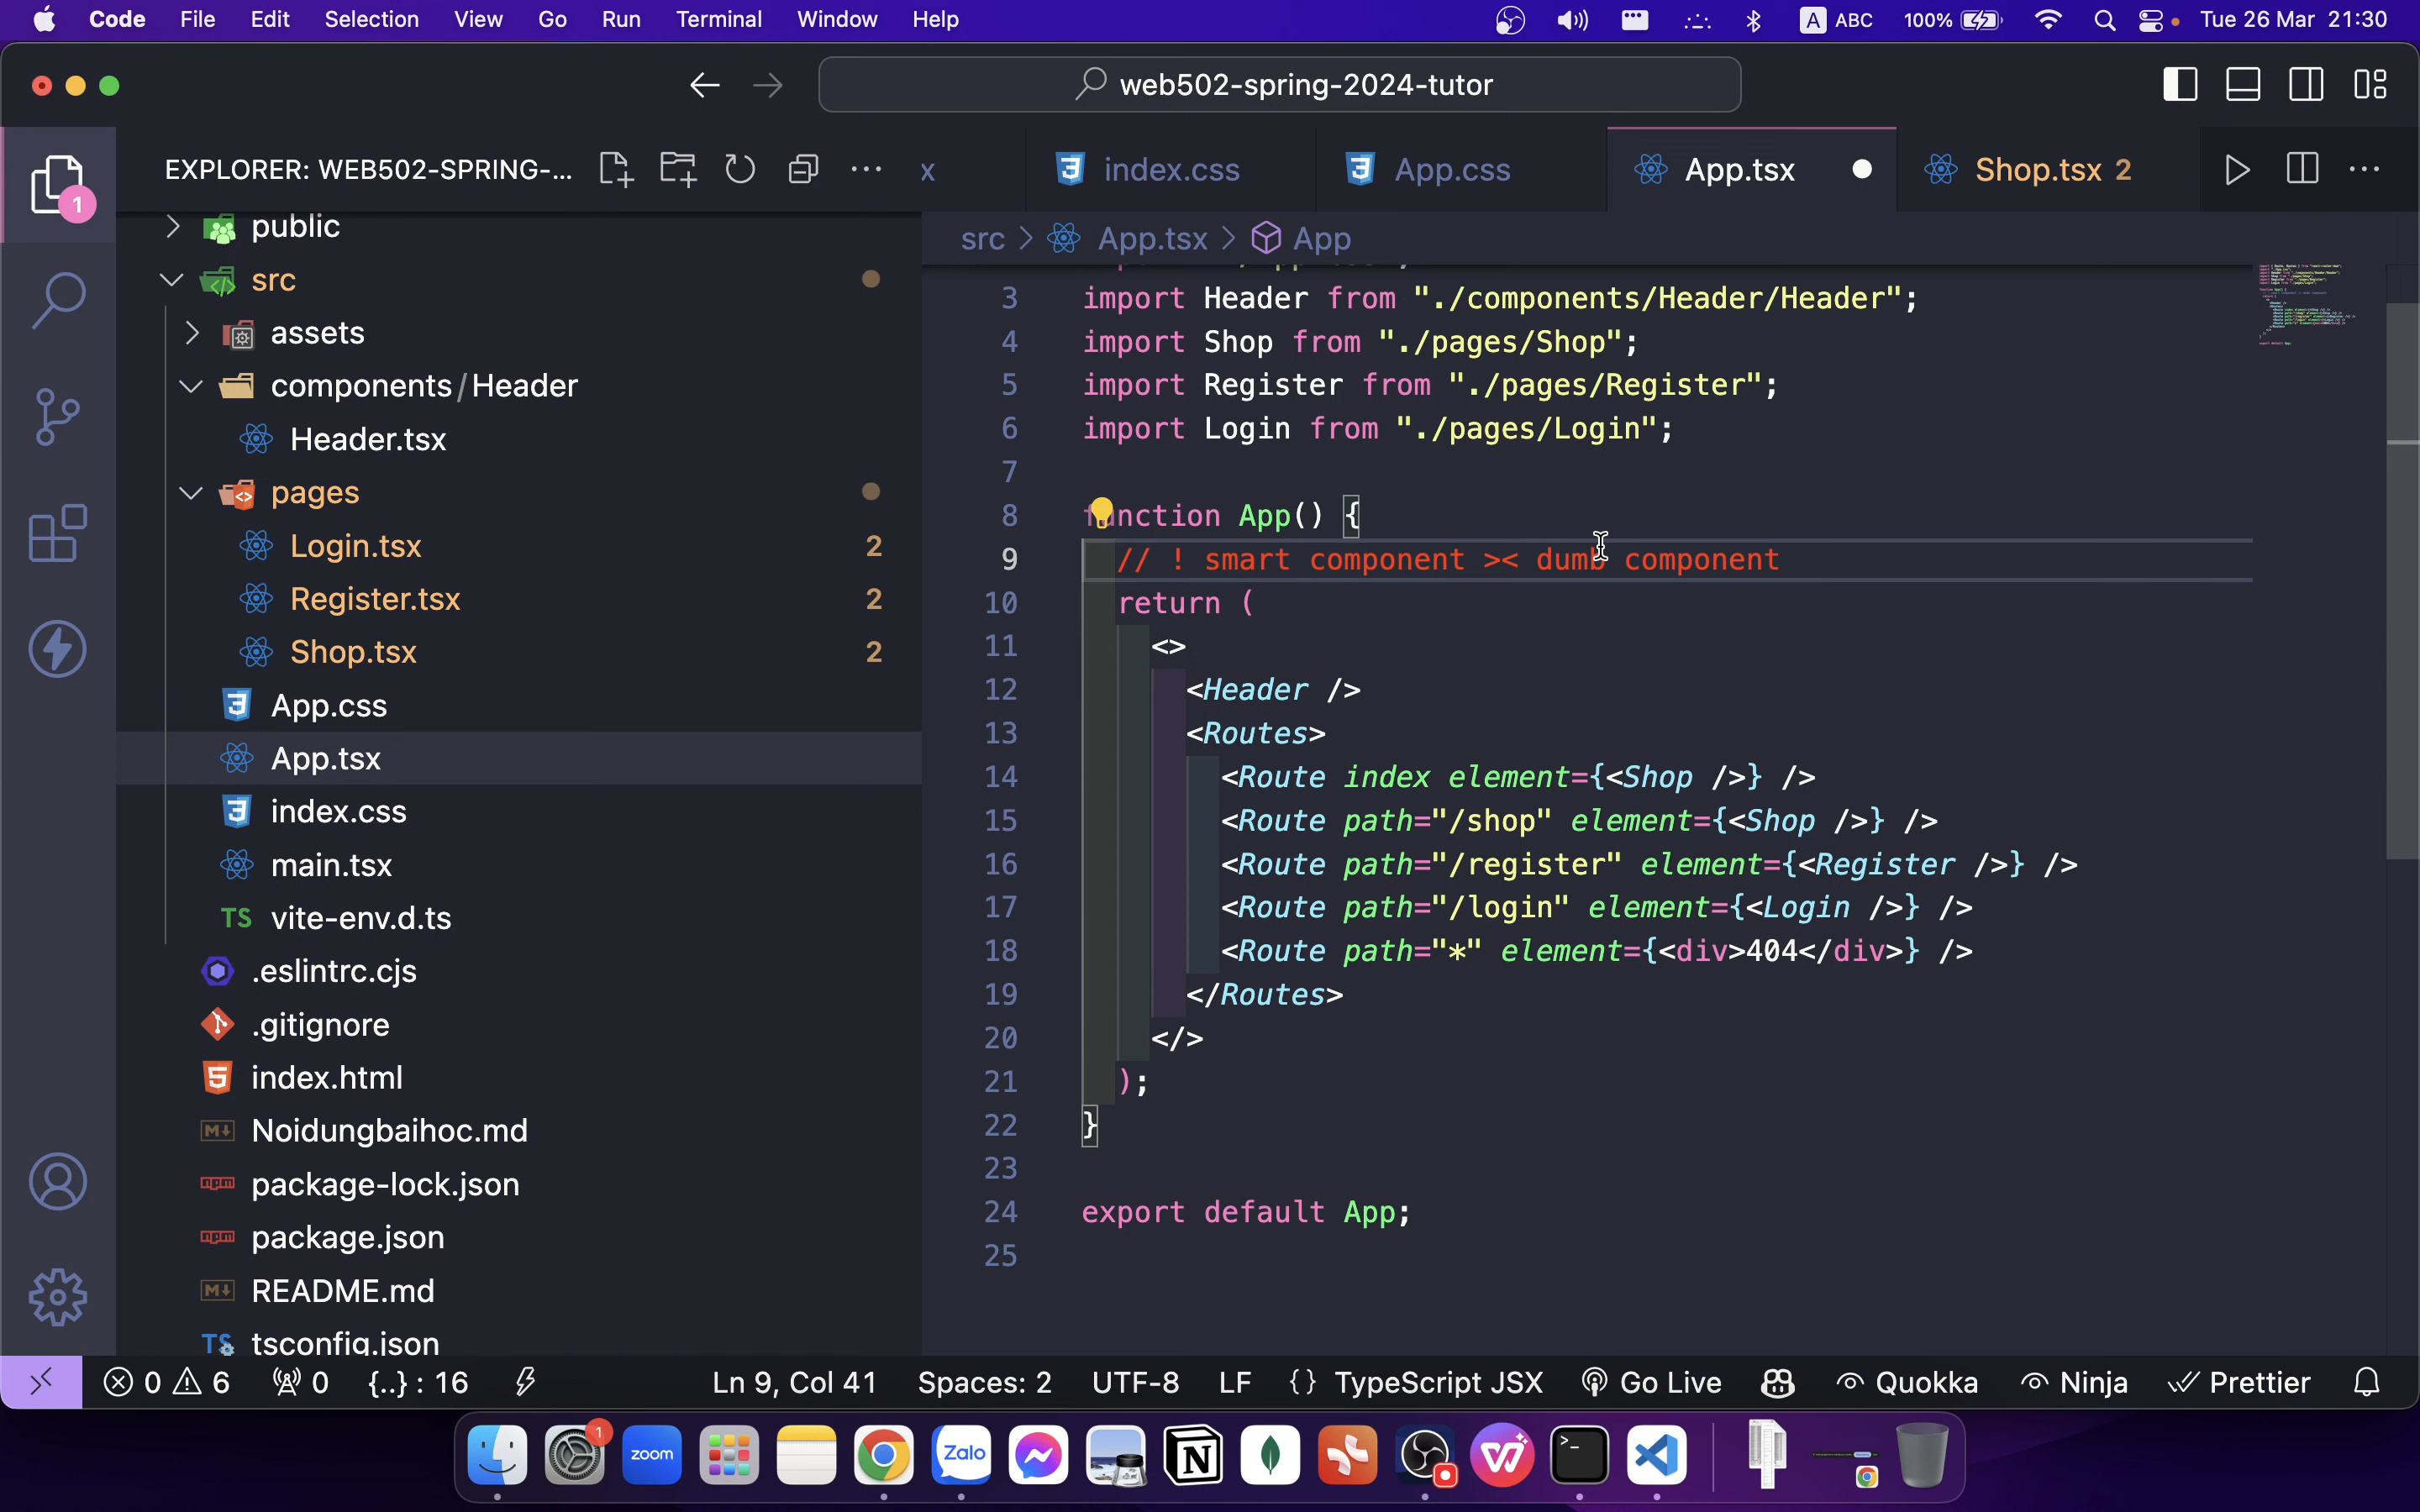 Code File Edit Selection View Go Run Terminal Window Help A ABC 100% Tue 26 Mar 21:30
web502-spring-2024-tutor
EXPLORER: WEB502-SPRING-...
x index.css App.css App.tsx Shop.tsx 2
1
src > App.tsx > App
public
src
assets
components / Header
Header.tsx
pages
Login.tsx 2
Register.tsx 2
Shop.tsx 2
App.css
App.tsx
index.css
main.tsx
TS vite-env.d.ts
.eslintrc.cjs
.gitignore
index.html
Noidungbaihoc.md
package-lock.json
package.json
README.md
TS tsconfig.json
3 import Header from "./components/Header/Header";
4 import Shop from "./pages/Shop";
5 import Register from "./pages/Register";
6 import Login from "./pages/Login";
7
8 function App() {
9 // ! smart component >< dumb component
10 return (
11 <>
12 <Header />
13 <Routes>
14 <Route index element={<Shop />} />
15 <Route path="/shop" element={<Shop />} />
16 <Route path="/register" element={<Register />} />
17 <Route path="/login" element={<Login />} />
18 <Route path="*" element={<div>404</div>} />
19 </Routes>
20 </>
21 );
22 }
23
24 export default App;
25
0 6 0 {..} : 16 Ln 9, Col 41 Spaces: 2 UTF-8 LF {} TypeScript JSX Go Live Quokka Ninja Prettier
1 zoom Zalo N W >_